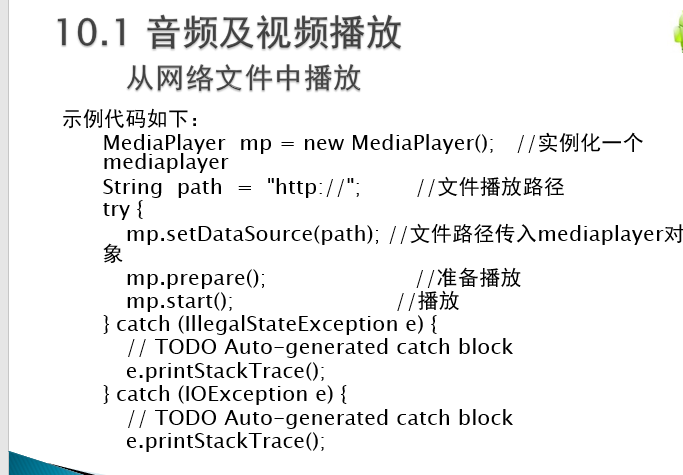 10.1 音频及视频播放
从网络文件中播放
示例代码如下：
MediaPlayer mp = new MediaPlayer(); //实例化一个
mediaplayer
String path = "http://"; //文件播放路径
try {
mp.setDataSource(path); //文件路径传入mediaplayer对
象
mp.prepare(); //准备播放
mp.start(); //播放
} catch (IllegalStateException e) {
// TODO Auto-generated catch block
e.printStackTrace();
} catch (IOException e) {
// TODO Auto-generated catch block
e.printStackTrace();